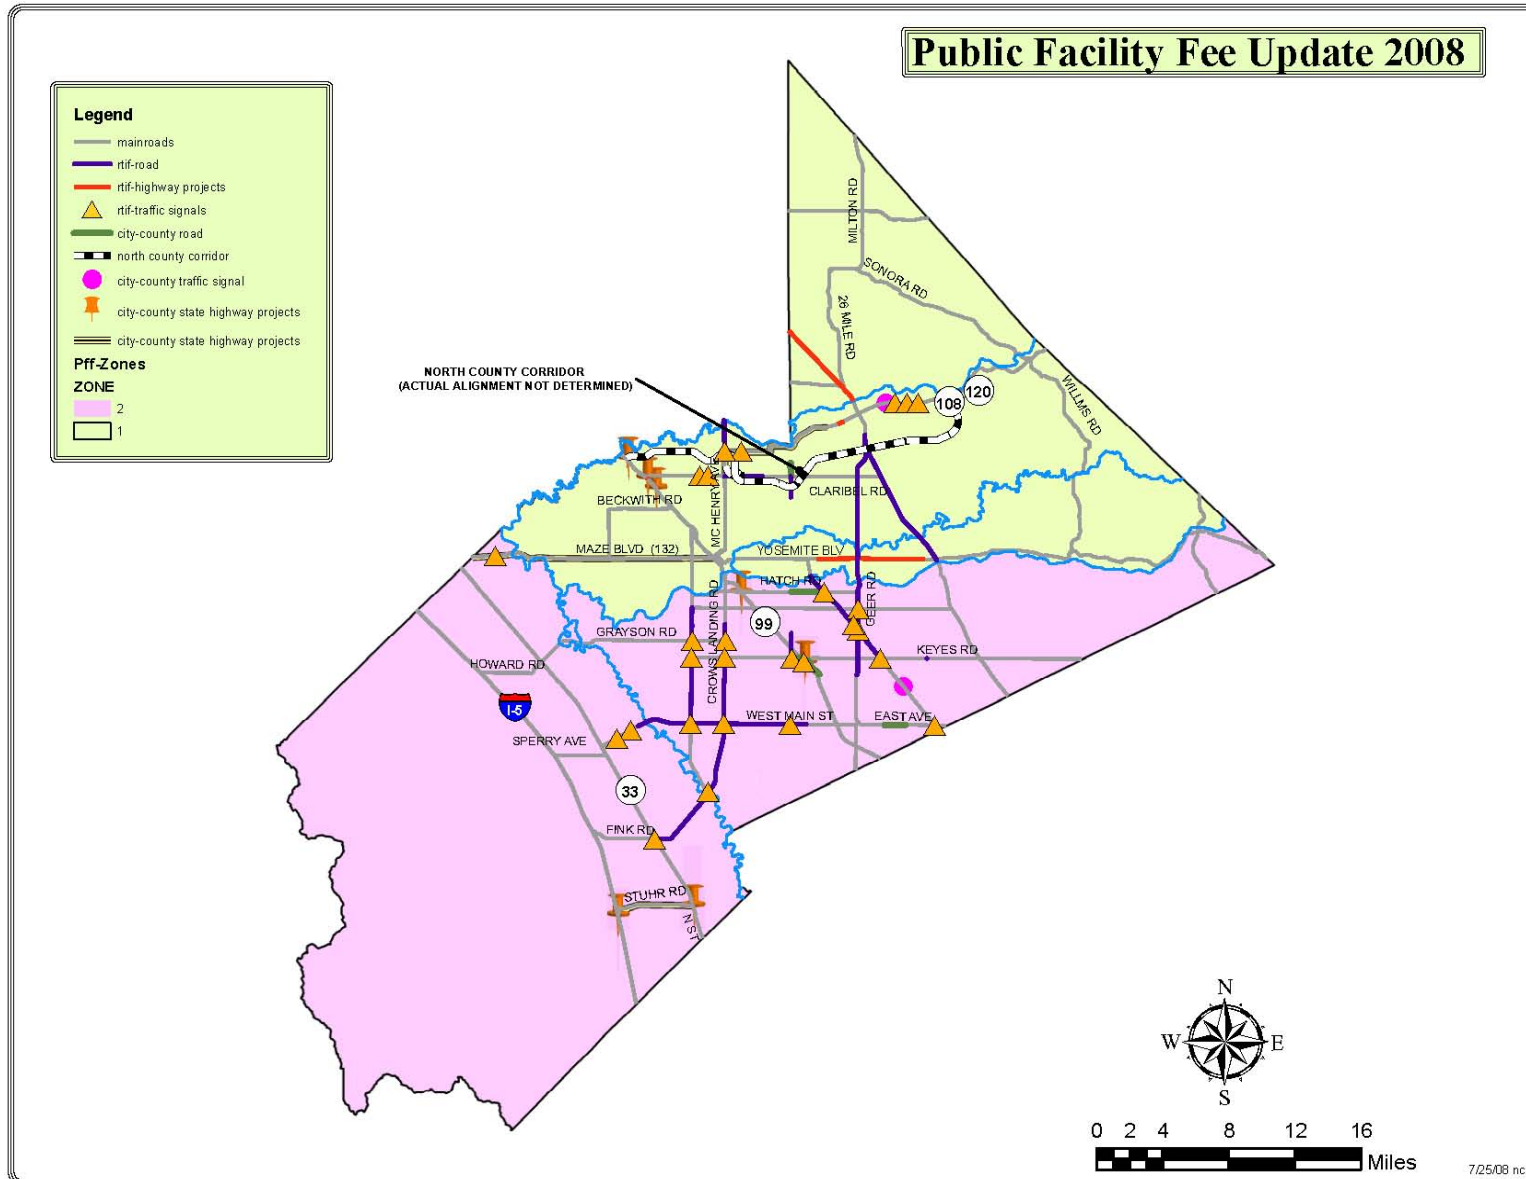 Public Facility Fee Update 2008
Legend
mainroads
rtif-road
rtif-highway projects
rtif-traffic signals
city-county road
north county corridor
city-county traffic signal
city-county state highway projects
city-county state highway projects
Pff-Zones
ZONE
2
1
MILTON RD
SONORA RD
26 MILE RD
NORTH COUNTY CORRIDOR
(ACTUAL ALIGNMENT NOT DETERMINED)
120
108
WILLMS RD
MC HENRY AVE
CLARIBEL RD
BECKWITH RD
MAZE BLVD (132)
YOSEMITE BLV
HATCH RD
GEER RD
CROWS LANDING RD
99
GRAYSON RD
KEYES RD
HOWARD RD
I-5
WEST MAIN ST
EAST AVE
SPERRY AVE
33
FINK RD
STUHR RD
N ST
N
W
E
S
0 2 4 8 12 16
Miles
7/25/08 nc